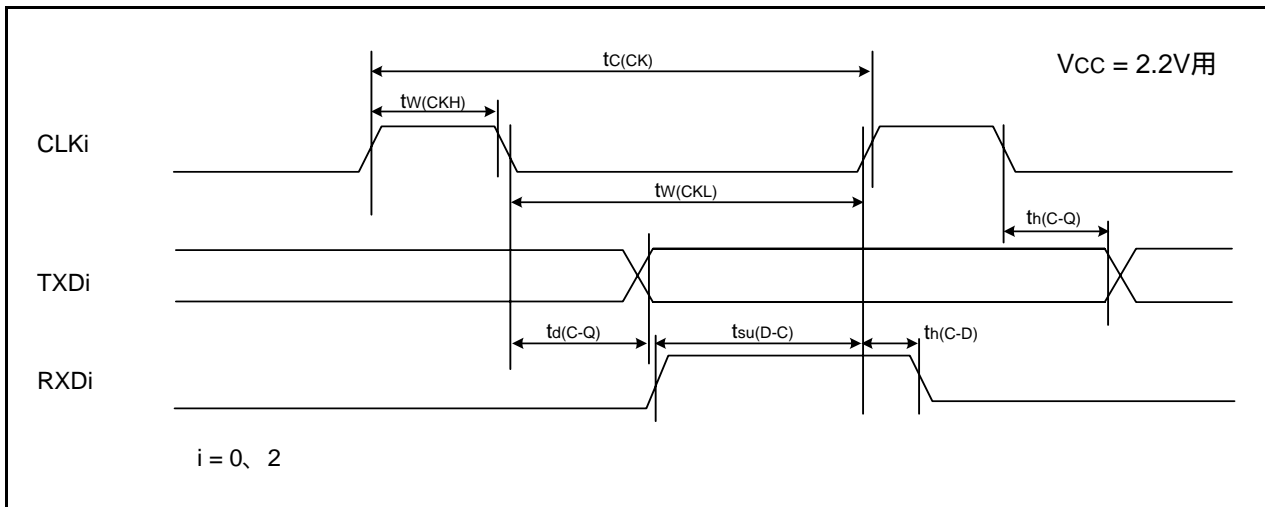 tC(CK)
VCC = 2.2V用
tW(CKH)
CLKi
tW(CKL)
th(C-Q)
TXDi
td(C-Q)
tsu(D-C)
th(C-D)
RXDi
i = 0、2